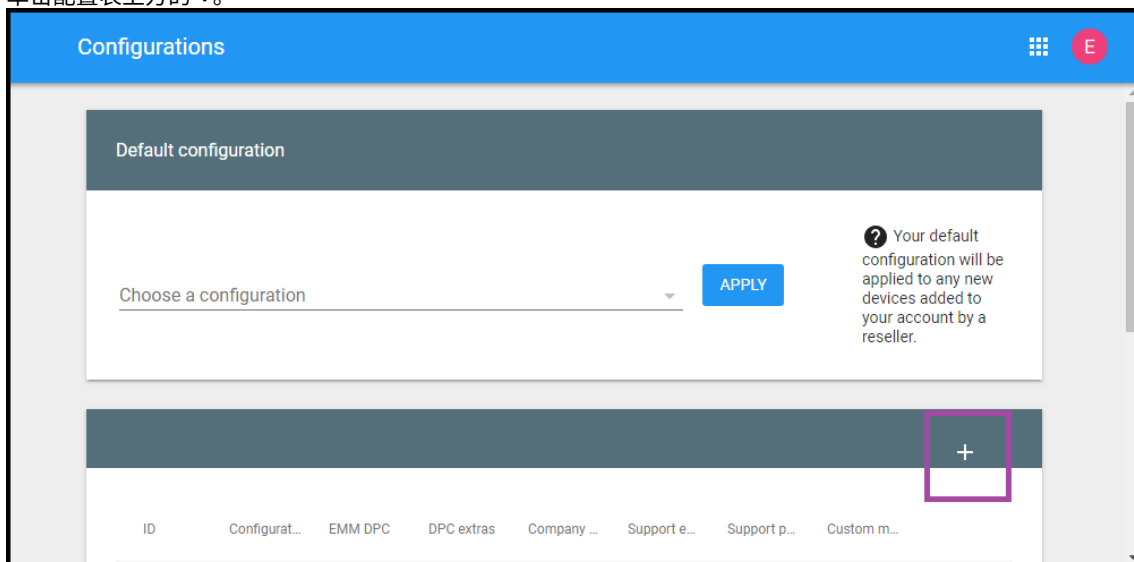 Configurations
E
Default configuration
Choose a configuration
APPLY
? Your default
configuration will be
applied to any new
devices added to
your account by a
reseller.
+
ID Configurat... EMM DPC DPC extras Company ... Support e... Support p... Custom m...